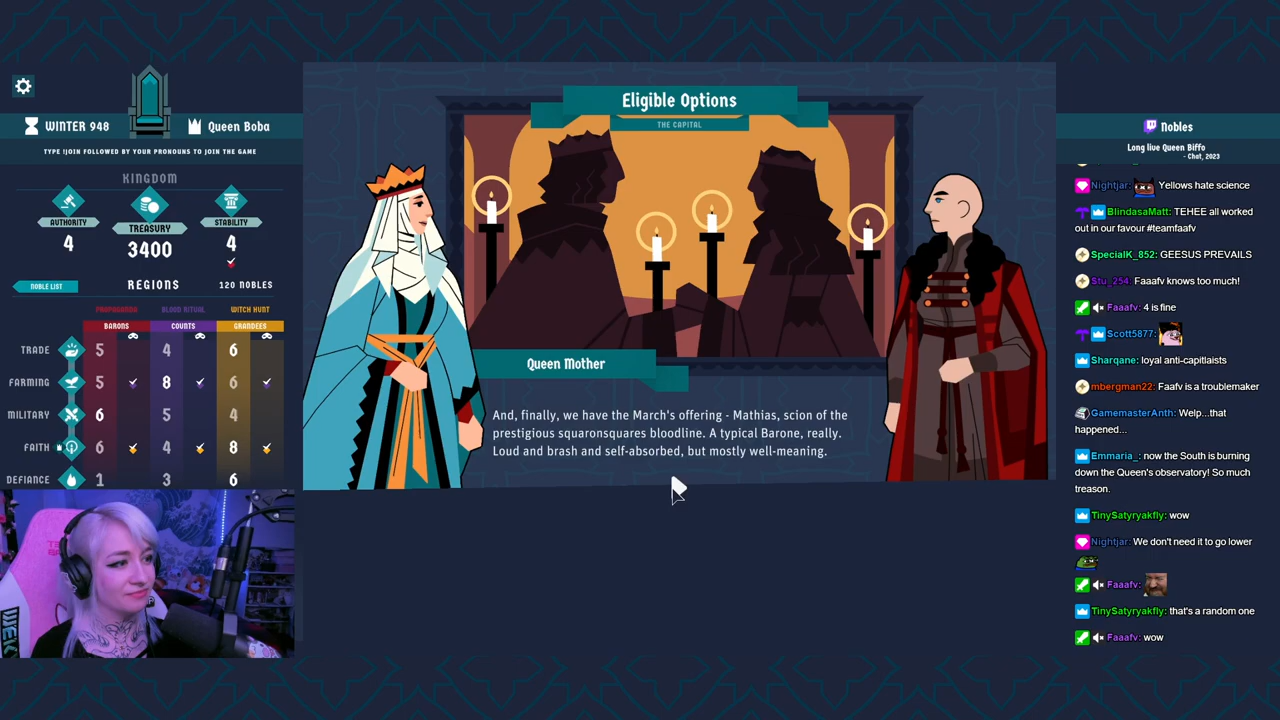 WINTER 948
Queen Boba
TYPE !JOIN FOLLOWED BY YOUR PRONOUNS TO JOIN THE GAME
KINGDOM
AUTHORITY
TREASURY
STABILITY
4
3400
4
NOBLE LIST
REGIONS
120 NOBLES
PROPAGANDA
BLOOD RITUAL
WITCH HUNT
BARONS
COUNTS
GRANDEES
TRADE 5 4 6
FARMING 5 8 6
MILITARY 6 5 4
FAITH 6 4 8
DEFIANCE 1 3 6
Eligible Options
THE CAPITAL
Queen Mother
And, finally, we have the March's offering - Mathias, scion of the
prestigious squaronsquares bloodline. A typical Barone, really.
Loud and brash and self-absorbed, but mostly well-meaning.
Nobles
Long live Queen Biffo
- Chat, 2023
Nightjar: Yellows hate science
BlindasaMatt: TEHEE all worked
out in our favour #teamfaafv
SpecialK_852: GEESUS PREVAILS
Stu_254: Faaafv knows too much!
Faaafv: 4 is fine
Scott5877:
Sharqane: loyal anti-capitlaists
mbergman22: Faafv is a troublemaker
GamemasterAnth: Welp...that
happened...
Emmaria_: now the South is burning
down the Queen's observatory! So much
treason.
TinySatyryakfly: wow
Nightjar: We don't need it to go lower
Faaafv:
TinySatyryakfly: that's a random one
Faaafv: wow